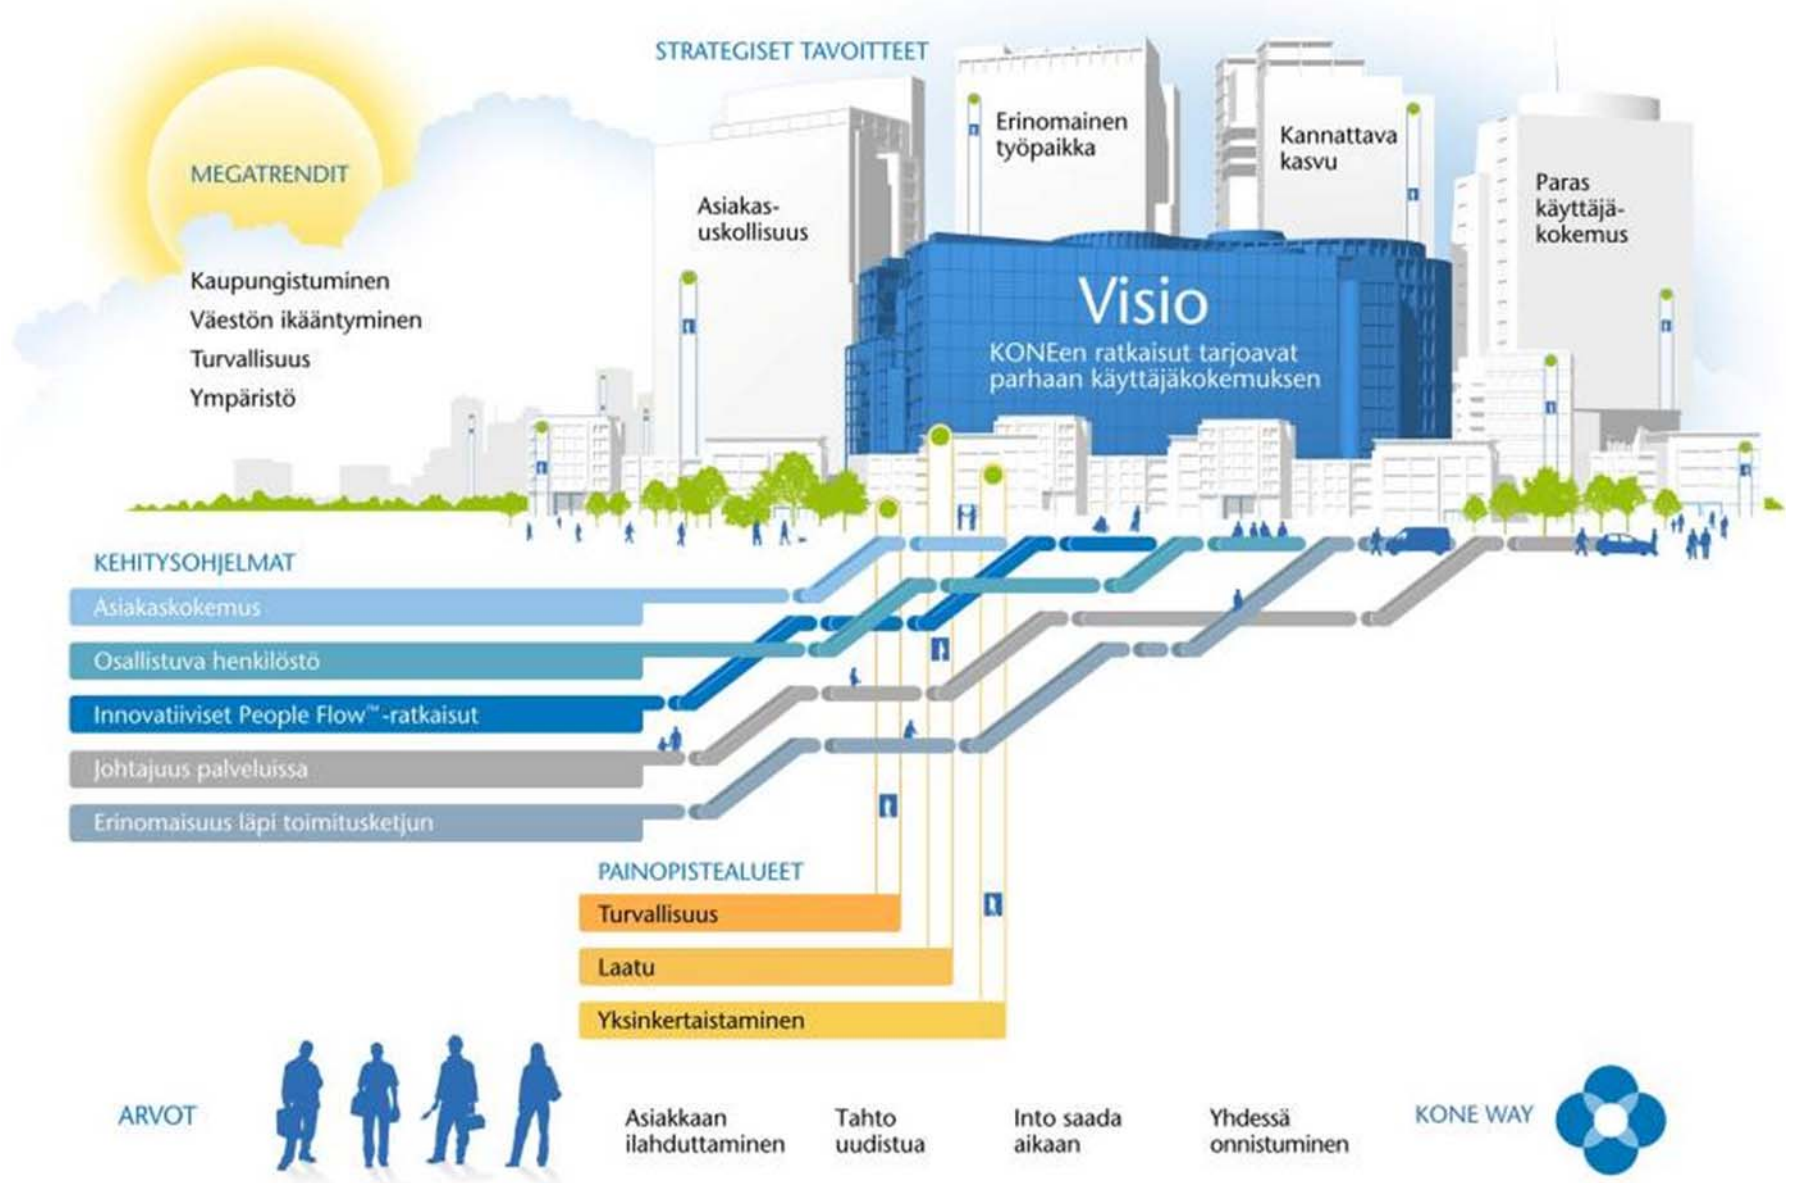 STRATEGISET TAVOITTEET
MEGATRENDIT
Kaupungistuminen
Väestön ikääntyminen
Turvallisuus
Ympäristö
Asiakas-
uskollisuus
Erinomainen
työpaikka
Kannattava
kasvu
Paras
käyttäjä-
kokemus
Visio
KONEen ratkaisut tarjoavat
parhaan käyttäjäkokemuksen
KEHITYSOHJELMAT
Asiakaskokemus
Osallistuva henkilöstö
Innovatiiviset People Flow™-ratkaisut
Johtajuus palveluissa
Erinomaisuus läpi toimitusketjun
PAINOPISTEALUEET
Turvallisuus
Laatu
Yksinkertaistaminen
ARVOT
Asiakkaan
ilahduttaminen
Tahto
uudistua
Into saada
aikaan
Yhdessä
onnistuminen
KONE WAY